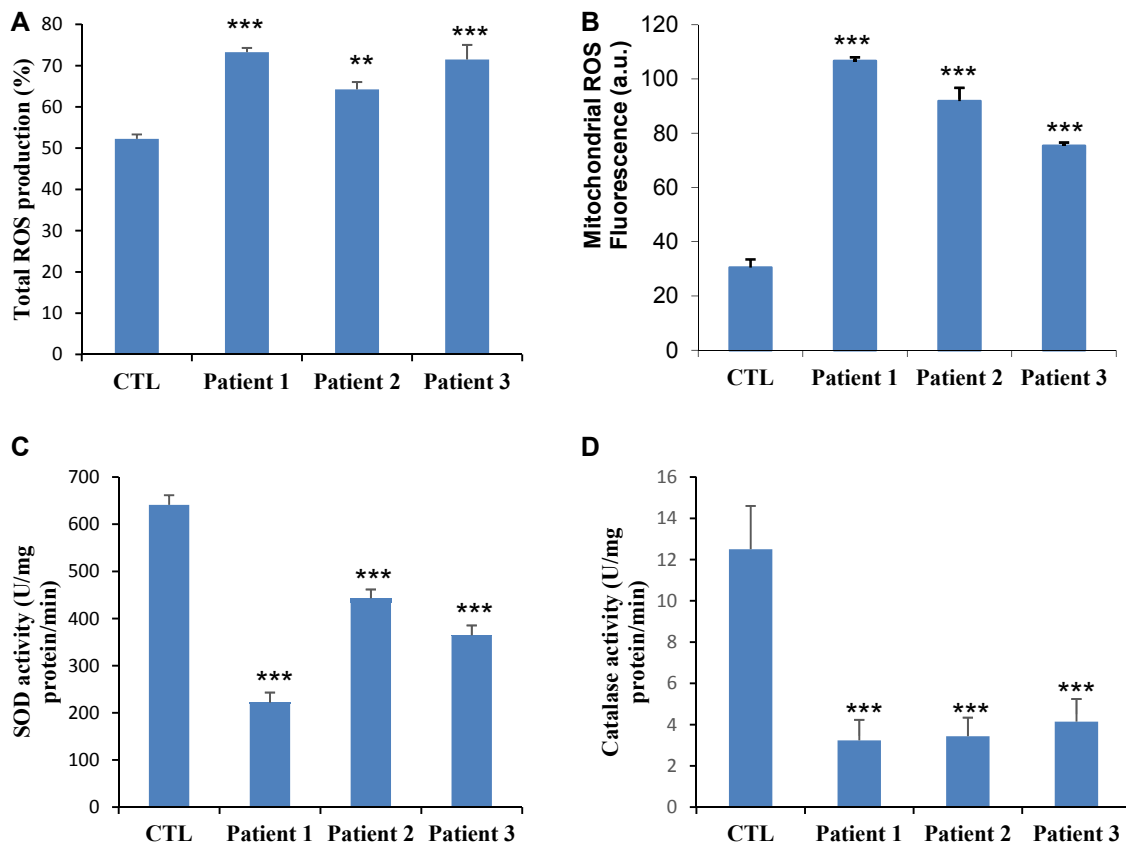 A
Total ROS production (%)
80
70
60
50
40
30
20
10
0
***
**
***
CTL
Patient 1
Patient 2
Patient 3
B
Mitochondrial ROS
Fluorescence (a.u.)
120
100
80
60
40
20
0
***
***
***
CTL
Patient 1
Patient 2
Patient 3
C
SOD activity (U/mg
protein/min)
700
600
500
400
300
200
100
0
***
***
***
CTL
Patient 1
Patient 2
Patient 3
D
Catalase activity (U/mg
protein/min)
16
14
12
10
8
6
4
2
0
***
***
***
CTL
Patient 1
Patient 2
Patient 3